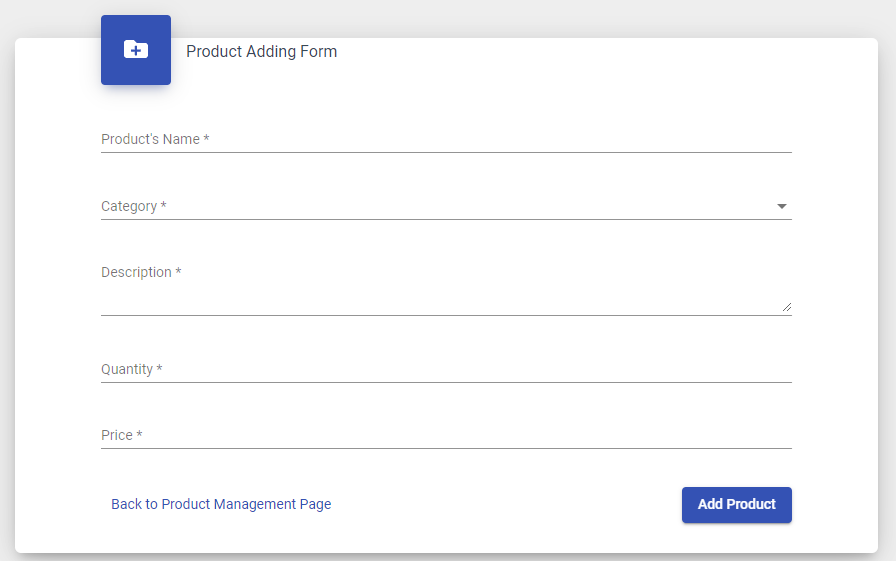 Product Adding Form
Product's Name *
Category *
Description *
Quantity *
Price *
Back to Product Management Page
Add Product